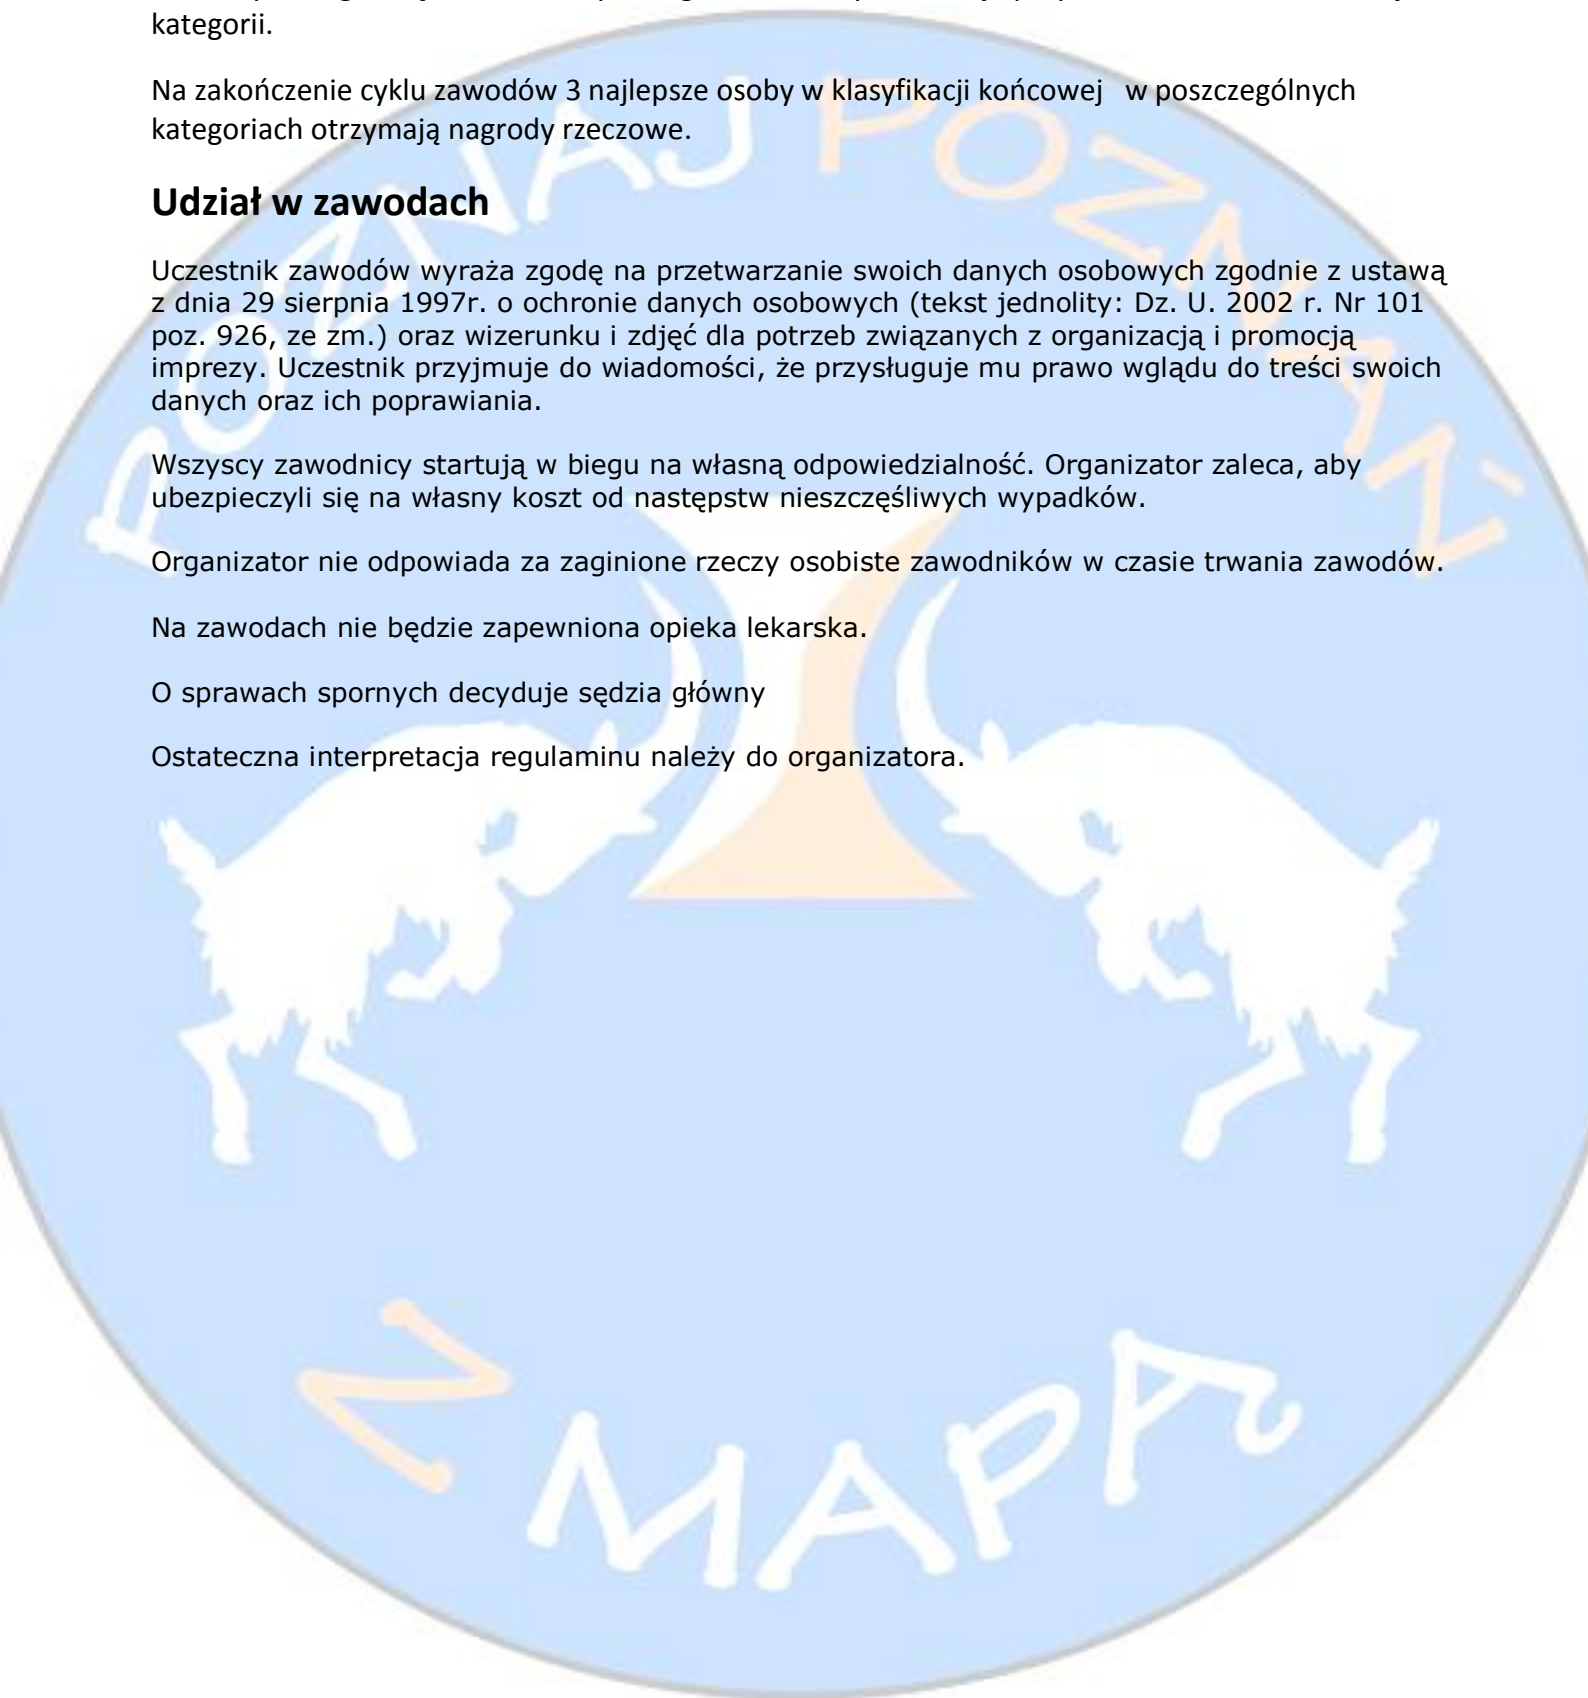 kategorii.
Na zakończenie cyklu zawodów 3 najlepsze osoby w klasyfikacji końcowej w poszczególnych
kategoriach otrzymają nagrody rzeczowe.
Udział w zawodach
Uczestnik zawodów wyraża zgodę na przetwarzanie swoich danych osobowych zgodnie z ustawą
z dnia 29 sierpnia 1997r. o ochronie danych osobowych (tekst jednolity: Dz. U. 2002 r. Nr 101
poz. 926, ze zm.) oraz wizerunku i zdjęć dla potrzeb związanych z organizacją i promocją
imprezy. Uczestnik przyjmuje do wiadomości, że przysługuje mu prawo wglądu do treści swoich
danych oraz ich poprawiania.
Wszyscy zawodnicy startują w biegu na własną odpowiedzialność. Organizator zaleca, aby
ubezpieczyli się na własny koszt od następstw nieszczęśliwych wypadków.
Organizator nie odpowiada za zaginione rzeczy osobiste zawodników w czasie trwania zawodów.
Na zawodach nie będzie zapewniona opieka lekarska.
O sprawach spornych decyduje sędzia główny
Ostateczna interpretacja regulaminu należy do organizatora.
POZNAJ POZNAŃ
Z MAPĄ